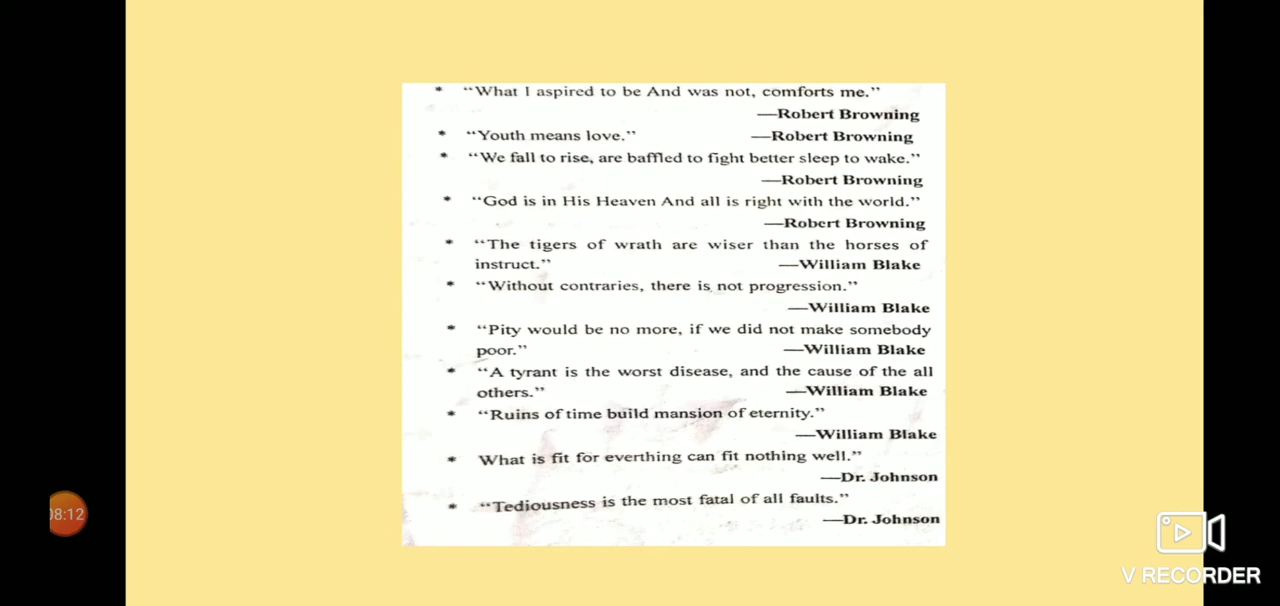 * “What I aspired to be And was not, comforts me.”
—Robert Browning
* “Youth means love.” —Robert Browning
* “We fall to rise, are baffled to fight better sleep to wake.”
—Robert Browning
* “God is in His Heaven And all is right with the world.”
—Robert Browning
* “The tigers of wrath are wiser than the horses of
instruct.” —William Blake
* “Without contraries, there is not progression.”
—William Blake
* “Pity would be no more, if we did not make somebody
poor.” —William Blake
* “A tyrant is the worst disease, and the cause of the all
others.” —William Blake
* “Ruins of time build mansion of eternity.”
—William Blake
* What is fit for everthing can fit nothing well.”
—Dr. Johnson
* “Tediousness is the most fatal of all faults.”
—Dr. Johnson
08:12
V RECORDER